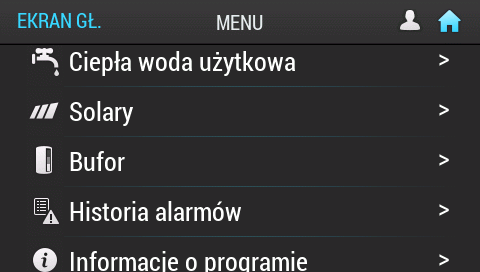 EKRAN GŁ.
MENU
Ciepła woda użytkowa >
Solary >
Bufor >
Historia alarmów >
Informacje o programie >